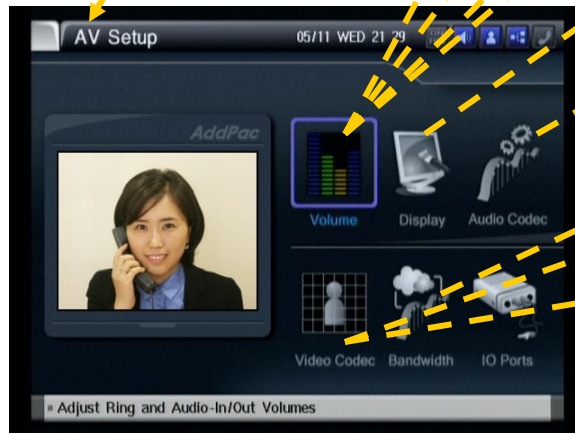 AV Setup
05/11 WED 21 29
AddPac
Volume
Display
Audio Codec
Video Codec
Bandwidth
IO Ports
Adjust Ring and Audio-In/Out Volumes